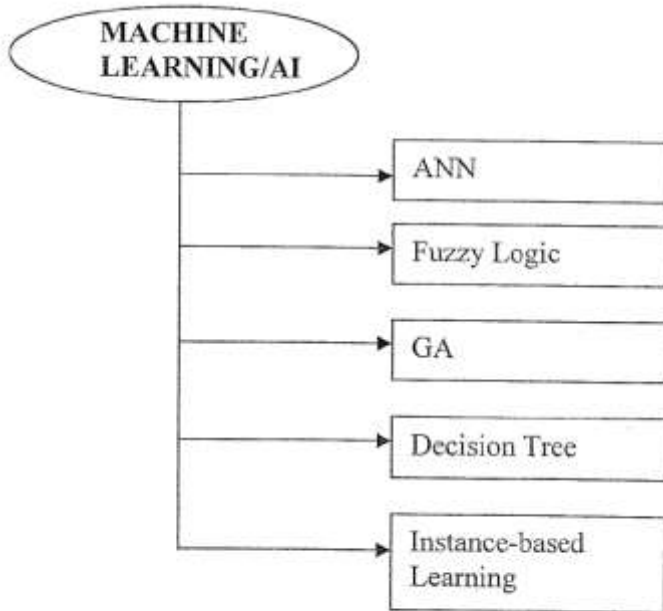 MACHINE
LEARNING/AI
ANN
Fuzzy Logic
GA
Decision Tree
Instance-based
Learning